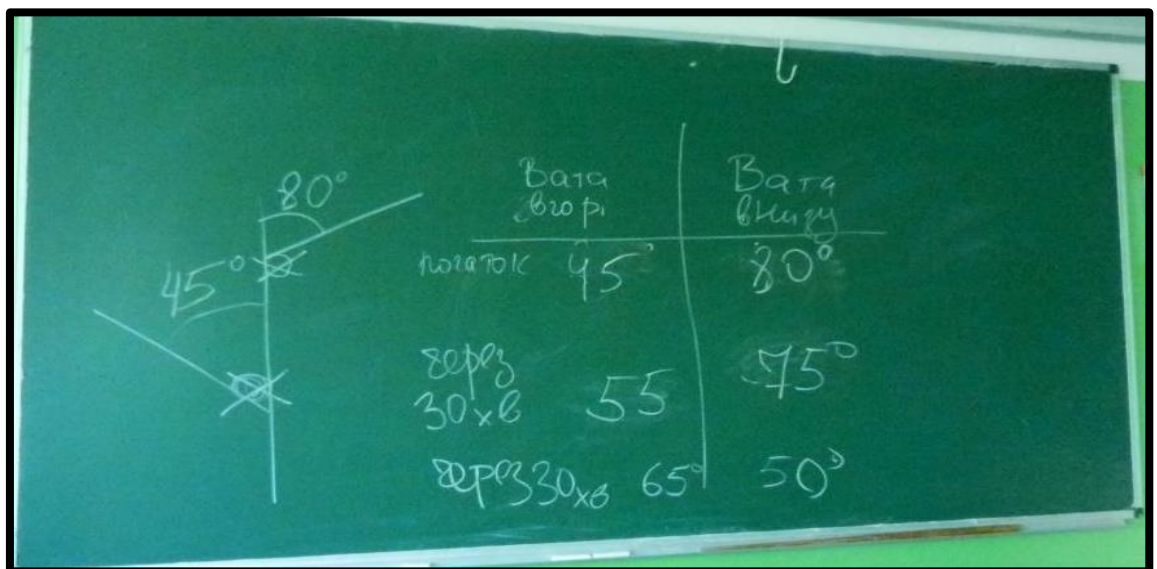 80°
45°
Вата Вата
вгорі внизу
початок 45° 80°
через
30хв 55 75°
через 30хв 65° 50°